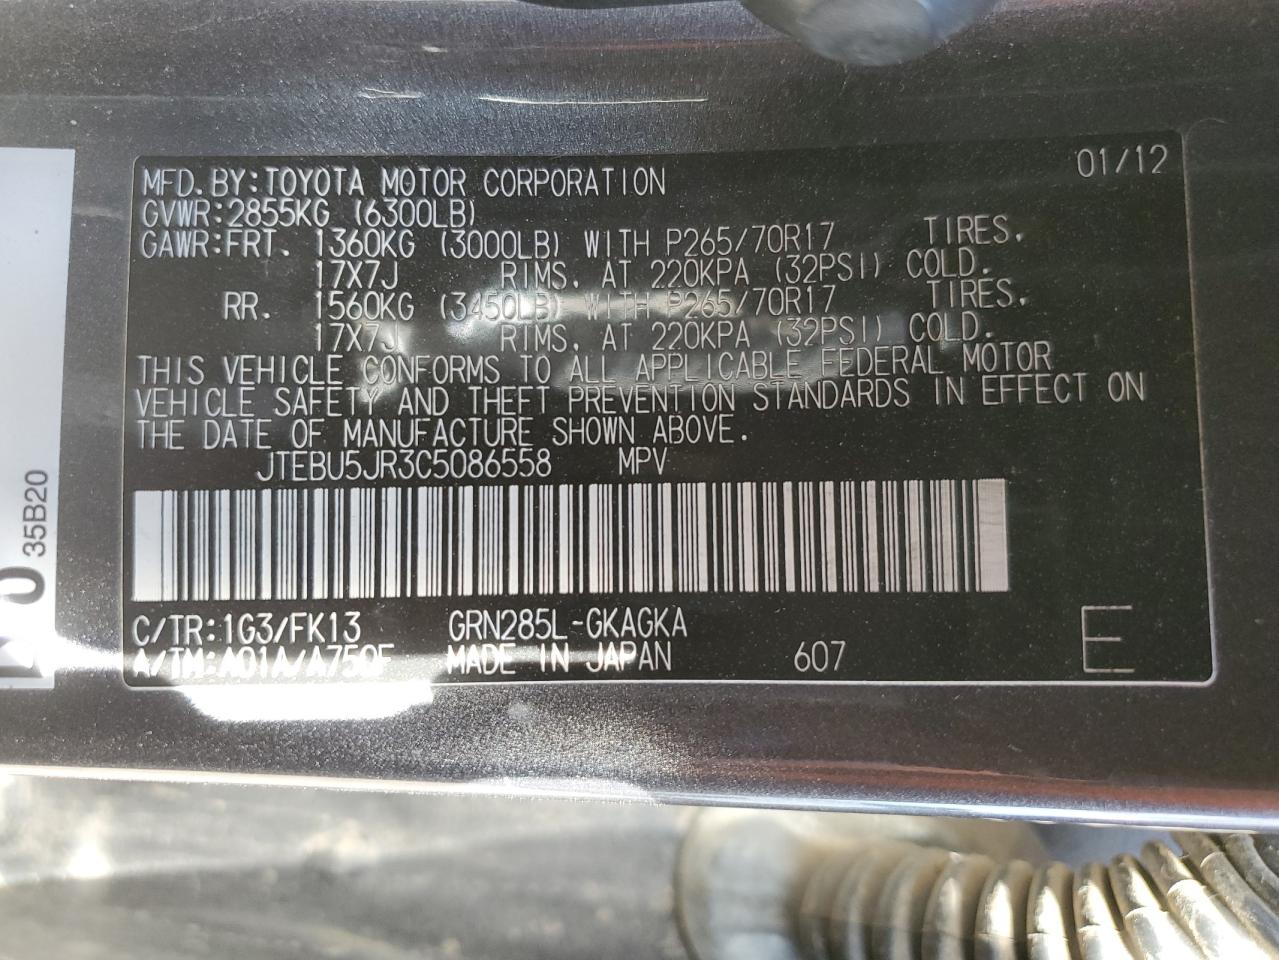 MFD. BY: TOYOTA MOTOR CORPORATION 01/12
GVWR: 2855KG (6300LB)
GAWR: FRT. 1360KG (3000LB) WITH P265/70R17 TIRES.
17X7J RIMS, AT 220KPA (32PSI) COLD.
RR. 1560KG (3450LB) WITH P265/70R17 TIRES.
17X7J RIMS, AT 220KPA (32PSI) COLD.
THIS VEHICLE CONFORMS TO ALL APPLICABLE FEDERAL MOTOR
VEHICLE SAFETY AND THEFT PREVENTION STANDARDS IN EFFECT ON
THE DATE OF MANUFACTURE SHOWN ABOVE.
JTEBU5JR3C5086558 MPV
C/TR: 1G3/FK13 GRN285L-GKAGKA
A/TM: A01A/A750F MADE IN JAPAN 607 E
35B20